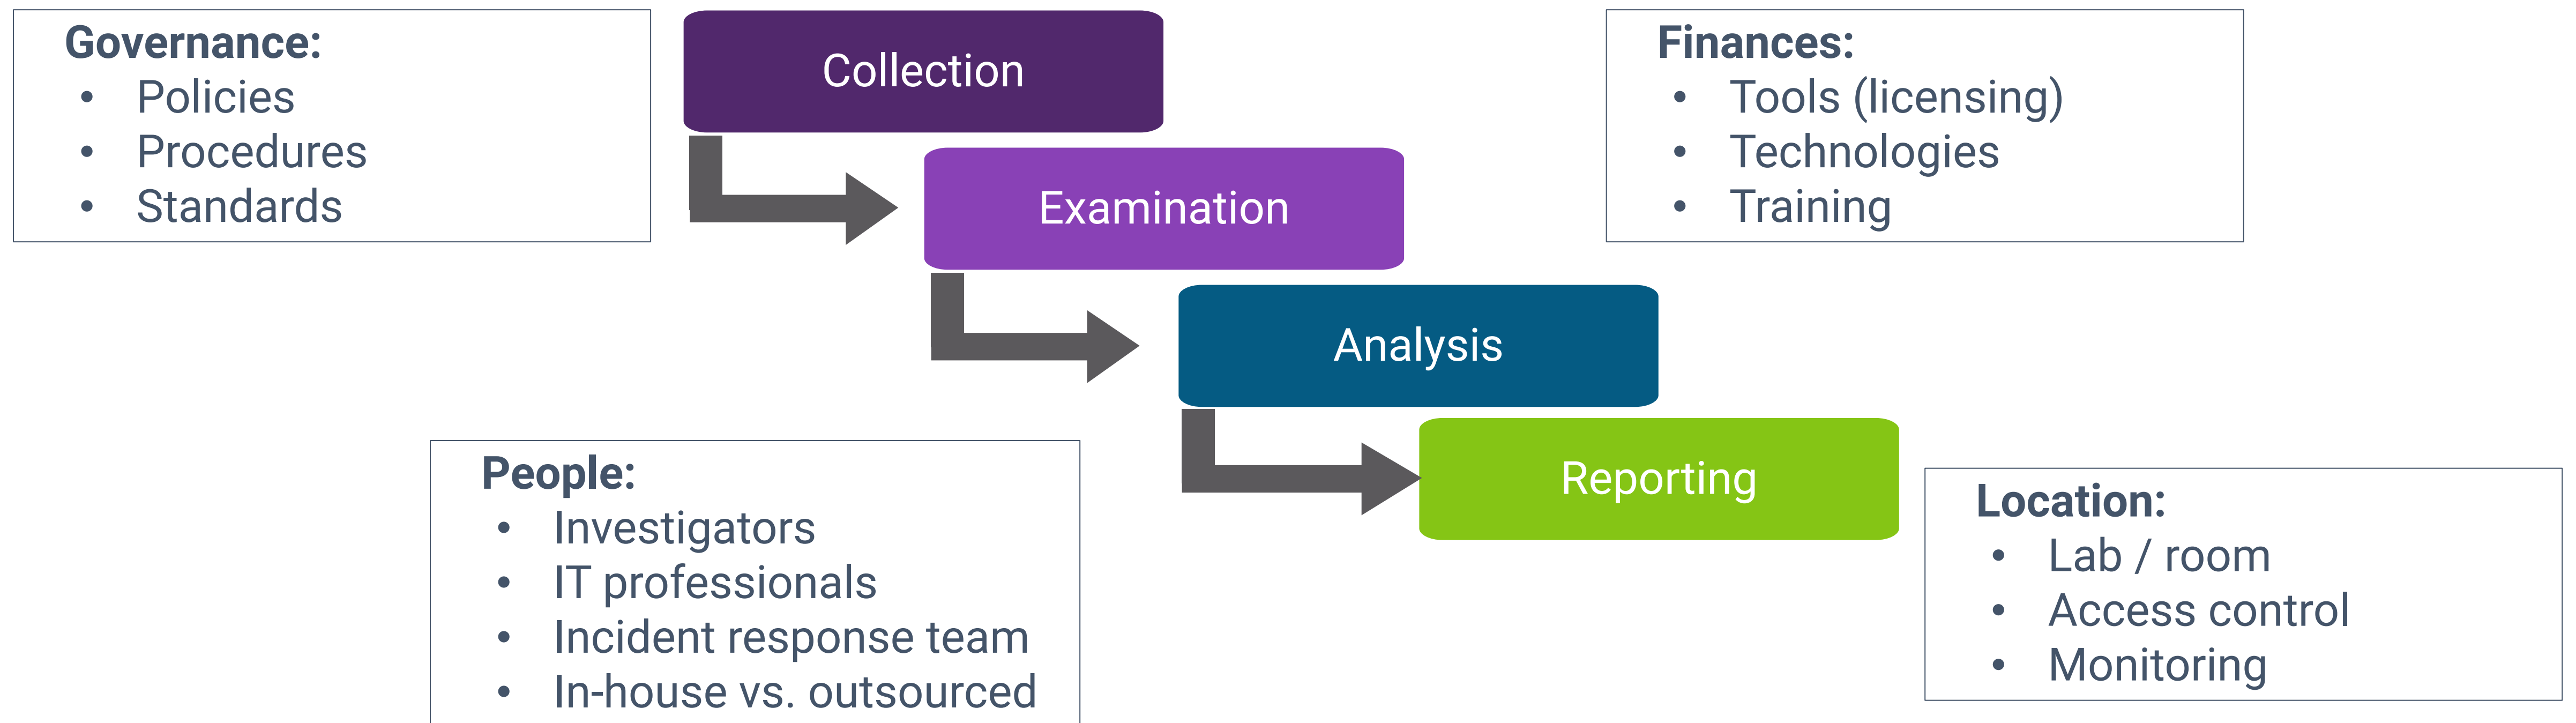 Governance:
• Policies
• Procedures
• Standards
Collection
Examination
Analysis
Reporting
Finances:
• Tools (licensing)
• Technologies
• Training
People:
• Investigators
• IT professionals
• Incident response team
• In-house vs. outsourced
Location:
• Lab / room
• Access control
• Monitoring